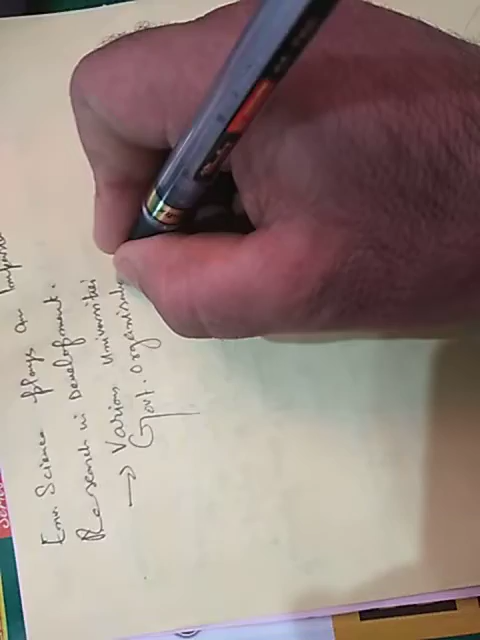 Env. Science plays an
Research in Development.
→ Various Universities
Govt.